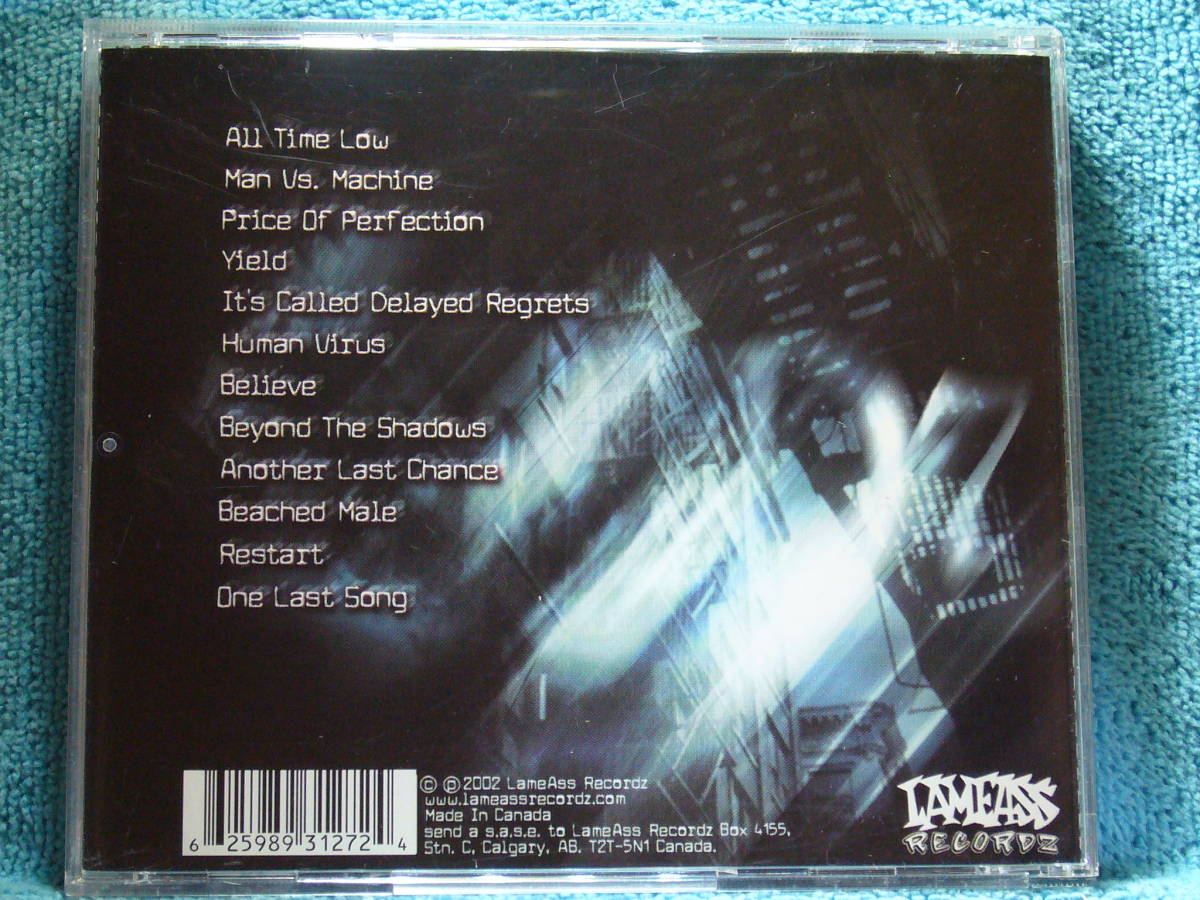 All Time Low
Man Vs. Machine
Price Of Perfection
Yield
It's Called Delayed Regrets
Human Virus
Believe
Beyond The Shadows
Another Last Chance
Beached Male
Restart
One Last Song
© ℗2002 LameAss Recordz
www.lameassrecordz.com
Made In Canada
send a s.a.s.e. to LameAss Recordz Box 4155,
Stn. C, Calgary, AB. T2T-5N1 Canada.
6 25989 31272 4
LAMEASS
RECORDZ